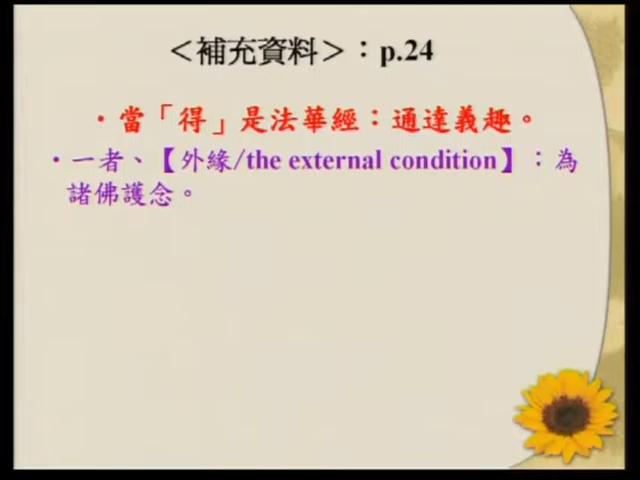 ＜補充資料＞：p.24
・當「得」是法華經：通達義趣。
・一者、【外緣/the external condition】：為
諸佛護念。